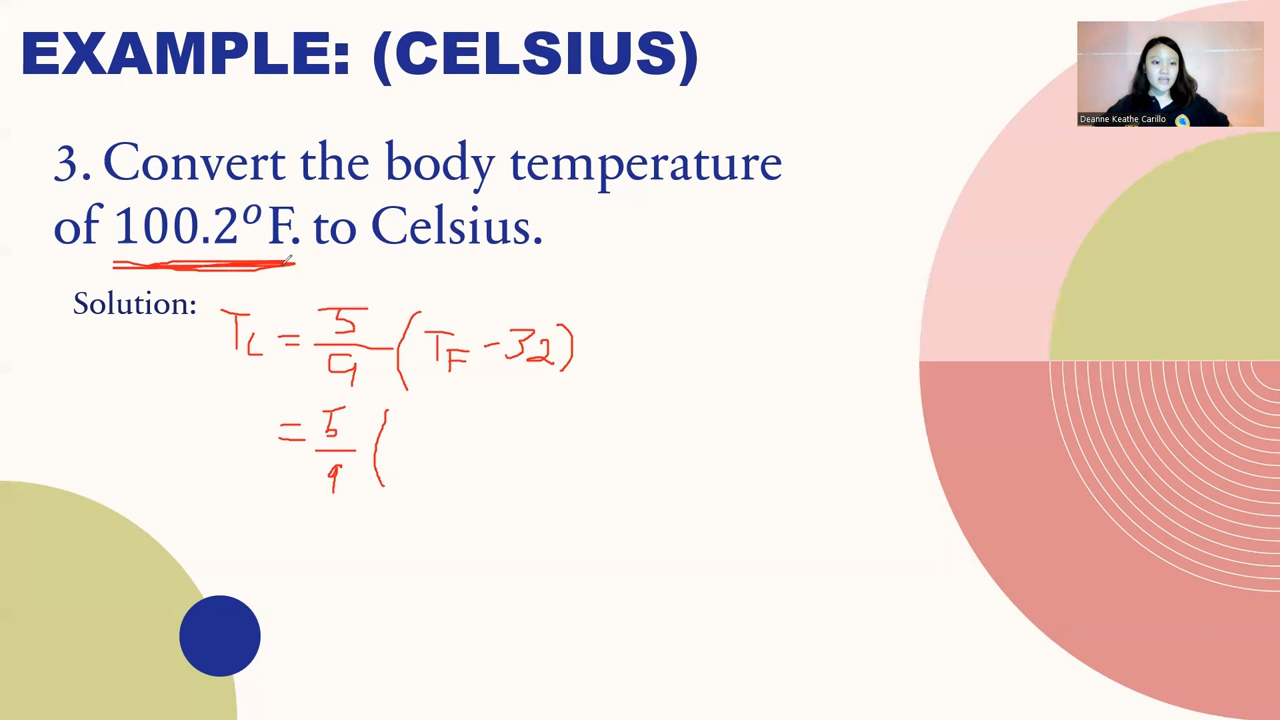 EXAMPLE: (CELSIUS)
Deanne Keathe Carillo
3. Convert the body temperature
of 100.2°F. to Celsius.
Solution:
T_C = 5/9 (T_F - 32)
= 5/9 (